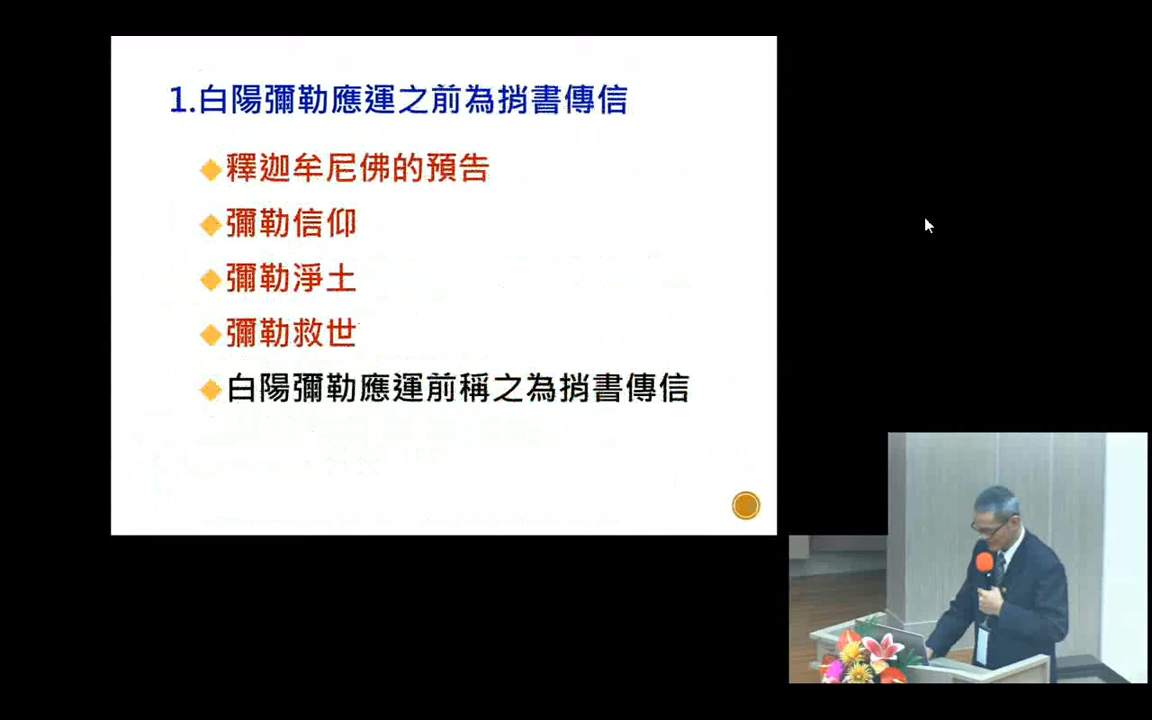 1.白陽彌勒應運之前為捎書傳信
釋迦牟尼佛的預告
彌勒信仰
彌勒淨土
彌勒救世
白陽彌勒應運前稱之為捎書傳信